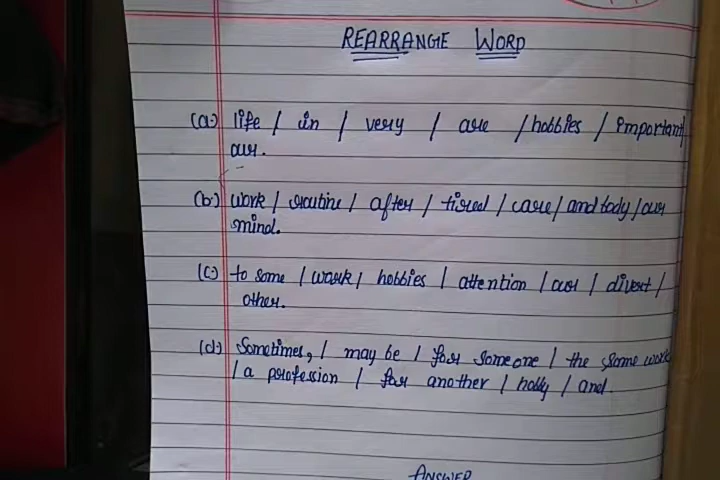 REARRANGE WORD
(a) life / in / very / are / hobbies / important
our.
(b) work / routine / after / tired / care / and body / our
mind.
(c) to some / work / hobbies / attention / our / divert /
other.
(d) Sometimes, / may be / for someone / the same work
/ a profession / for another / hobby / and
ANSWER